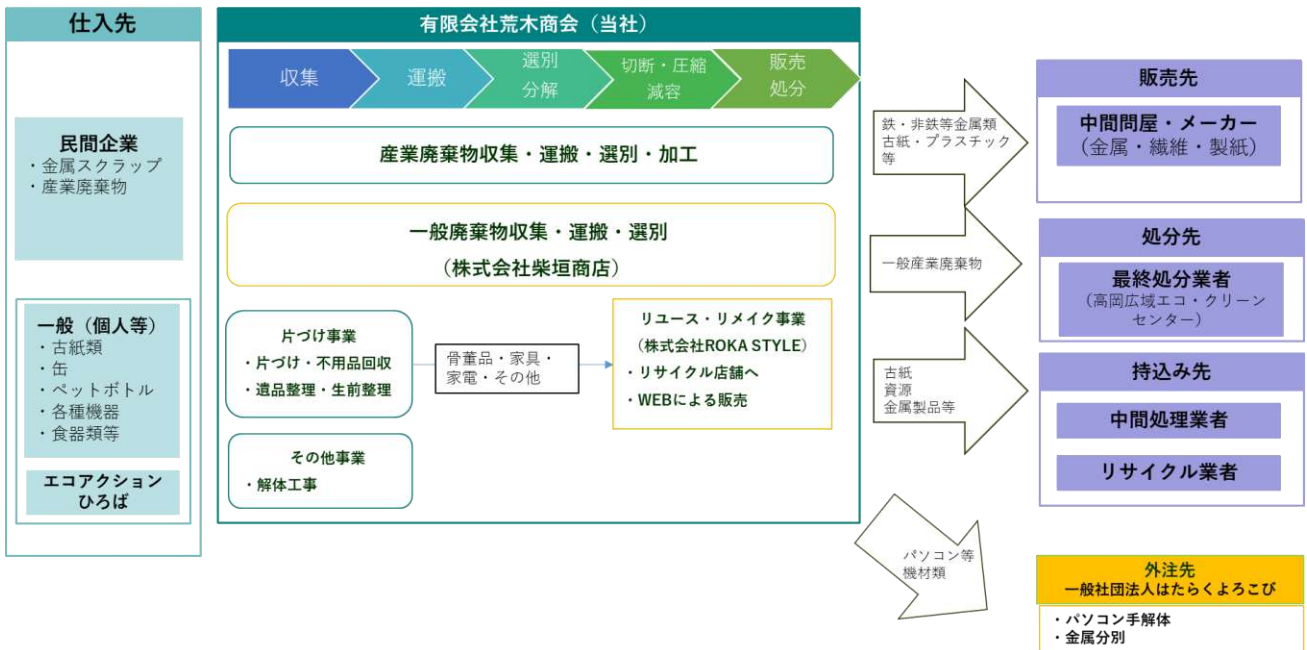 仕入先
民間企業
・金属スクラップ
・産業廃棄物
一般（個人等）
・古紙類
・缶
・ペットボトル
・各種機器
・食器類等
エコアクション
ひろば
有限会社荒木商会（当社）
収集
運搬
選別
分解
切断・圧縮
減容
販売
処分
産業廃棄物収集・運搬・選別・加工
一般廃棄物収集・運搬・選別
（株式会社柴垣商店）
片づけ事業
・片づけ・不用品回収
・遺品整理・生前整理
骨董品・家具・
家電・その他
リユース・リメイク事業
（株式会社ROKA STYLE）
・リサイクル店舗へ
・WEBによる販売
その他事業
・解体工事
鉄・非鉄等金属類
古紙・プラスチック
等
一般産業廃棄物
古紙
資源
金属製品等
パソコン等
機材類
販売先
中間問屋・メーカー
（金属・繊維・製紙）
処分先
最終処分業者
（高岡広域エコ・クリーン
センター）
持込み先
中間処理業者
リサイクル業者
外注先
一般社団法人はたらくよろこび
・パソコン手解体
・金属分別